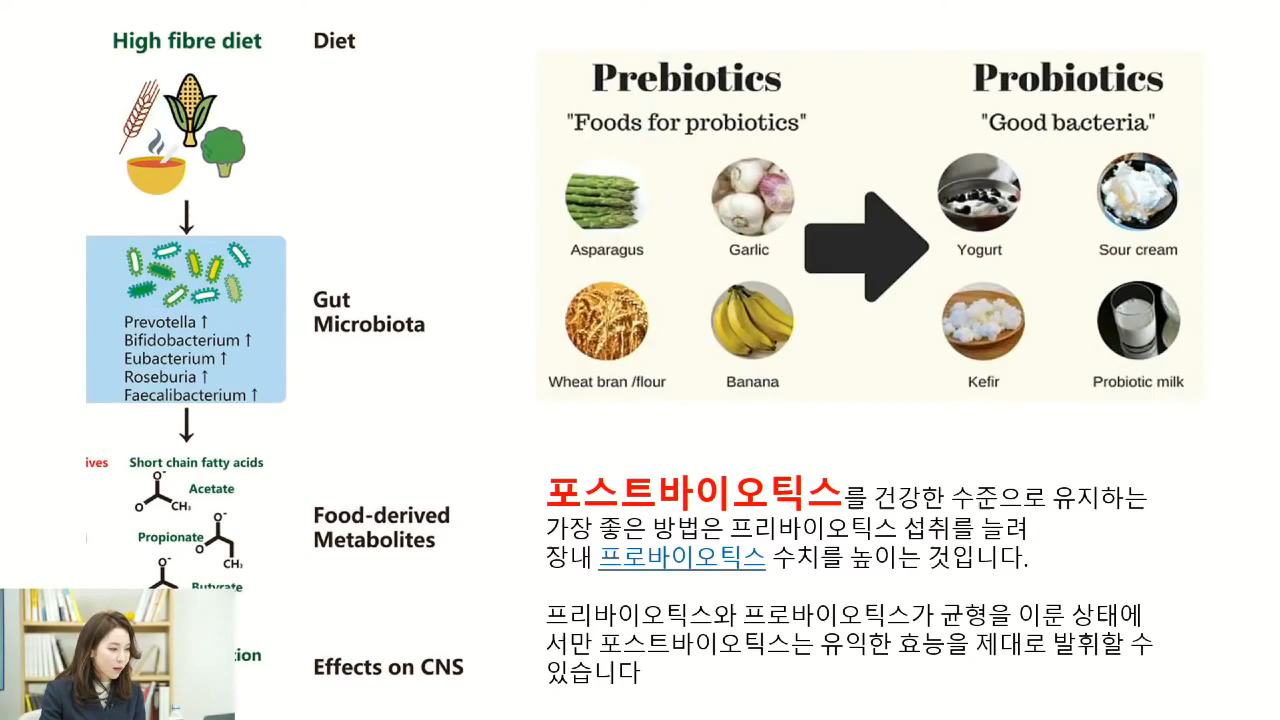 High fibre diet
Diet
Prevotella ↑
Bifidobacterium ↑
Eubacterium ↑
Roseburia ↑
Faecalibacterium ↑
Gut
Microbiota
ives
Short chain fatty acids
O-
Acetate
O
CH3
O-
Propionate
O
CH3
O-
Butyrate
Food-derived
Metabolites
tion
Effects on CNS
Prebiotics
"Foods for probiotics"
Asparagus
Garlic
Wheat bran /flour
Banana
Probiotics
"Good bacteria"
Yogurt
Sour cream
Kefir
Probiotic milk
포스트바이오틱스를 건강한 수준으로 유지하는
가장 좋은 방법은 프리바이오틱스 섭취를 늘려
장내 프로바이오틱스 수치를 높이는 것입니다.
프리바이오틱스와 프로바이오틱스가 균형을 이룬 상태에
서만 포스트바이오틱스는 유익한 효능을 제대로 발휘할 수
있습니다